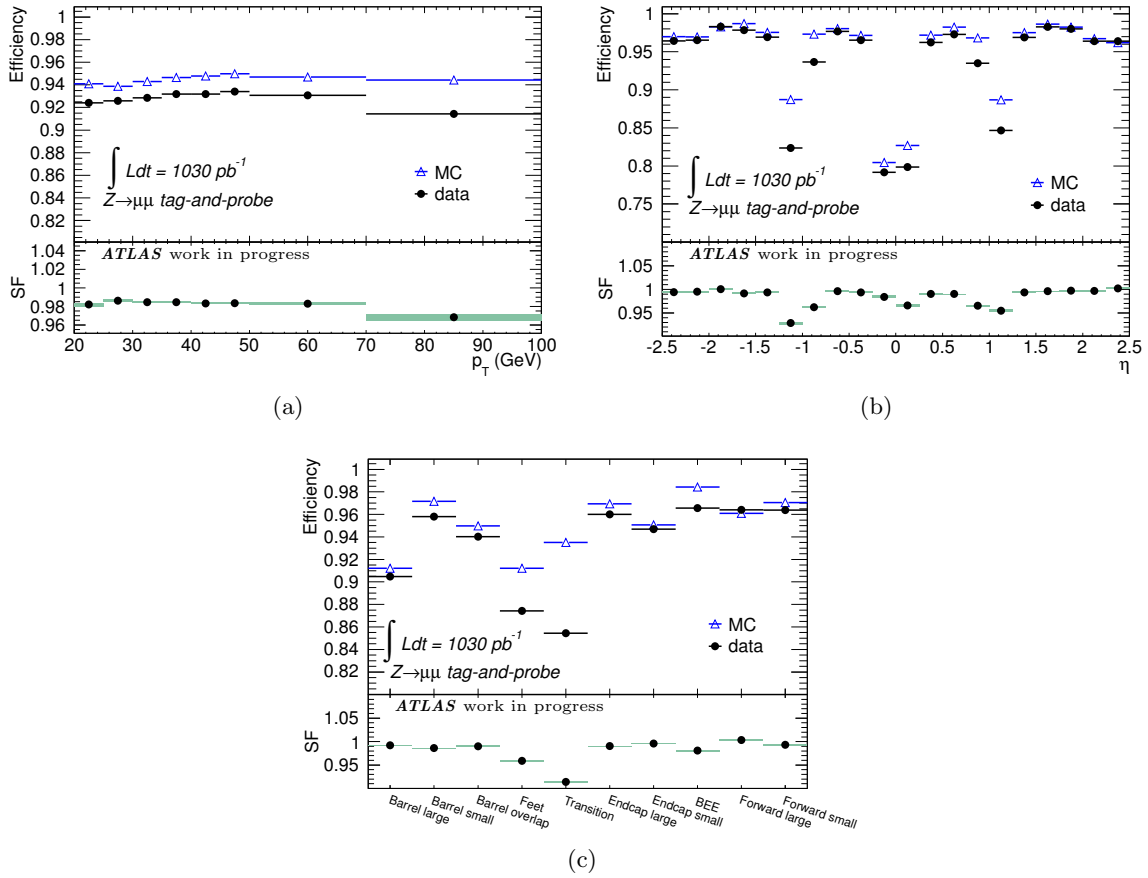 Efficiency
1
0.98
0.96
0.94
0.92
0.9
0.88
0.86
0.84
0.82
∫ Ldt = 1030 pb-1
Z→μμ tag-and-probe
MC
data
ATLAS work in progress
SF
1.04
1.02
1
0.98
0.96
20 30 40 50 60 70 80 90 100
pT (GeV)
(a)
Efficiency
1
0.95
0.9
0.85
0.8
0.75
∫ Ldt = 1030 pb-1
Z→μμ tag-and-probe
MC
data
ATLAS work in progress
SF
1.05
1
0.95
-2.5 -2 -1.5 -1 -0.5 0 0.5 1 1.5 2 2.5
η
(b)
Efficiency
1
0.98
0.96
0.94
0.92
0.9
0.88
0.86
0.84
0.82
∫ Ldt = 1030 pb-1
Z→μμ tag-and-probe
MC
data
ATLAS work in progress
SF
1.05
1
0.95
Barrel large
Barrel small
Barrel overlap
Feet
Transition
Endcap large
Endcap small
BEE
Forward large
Forward small
(c)